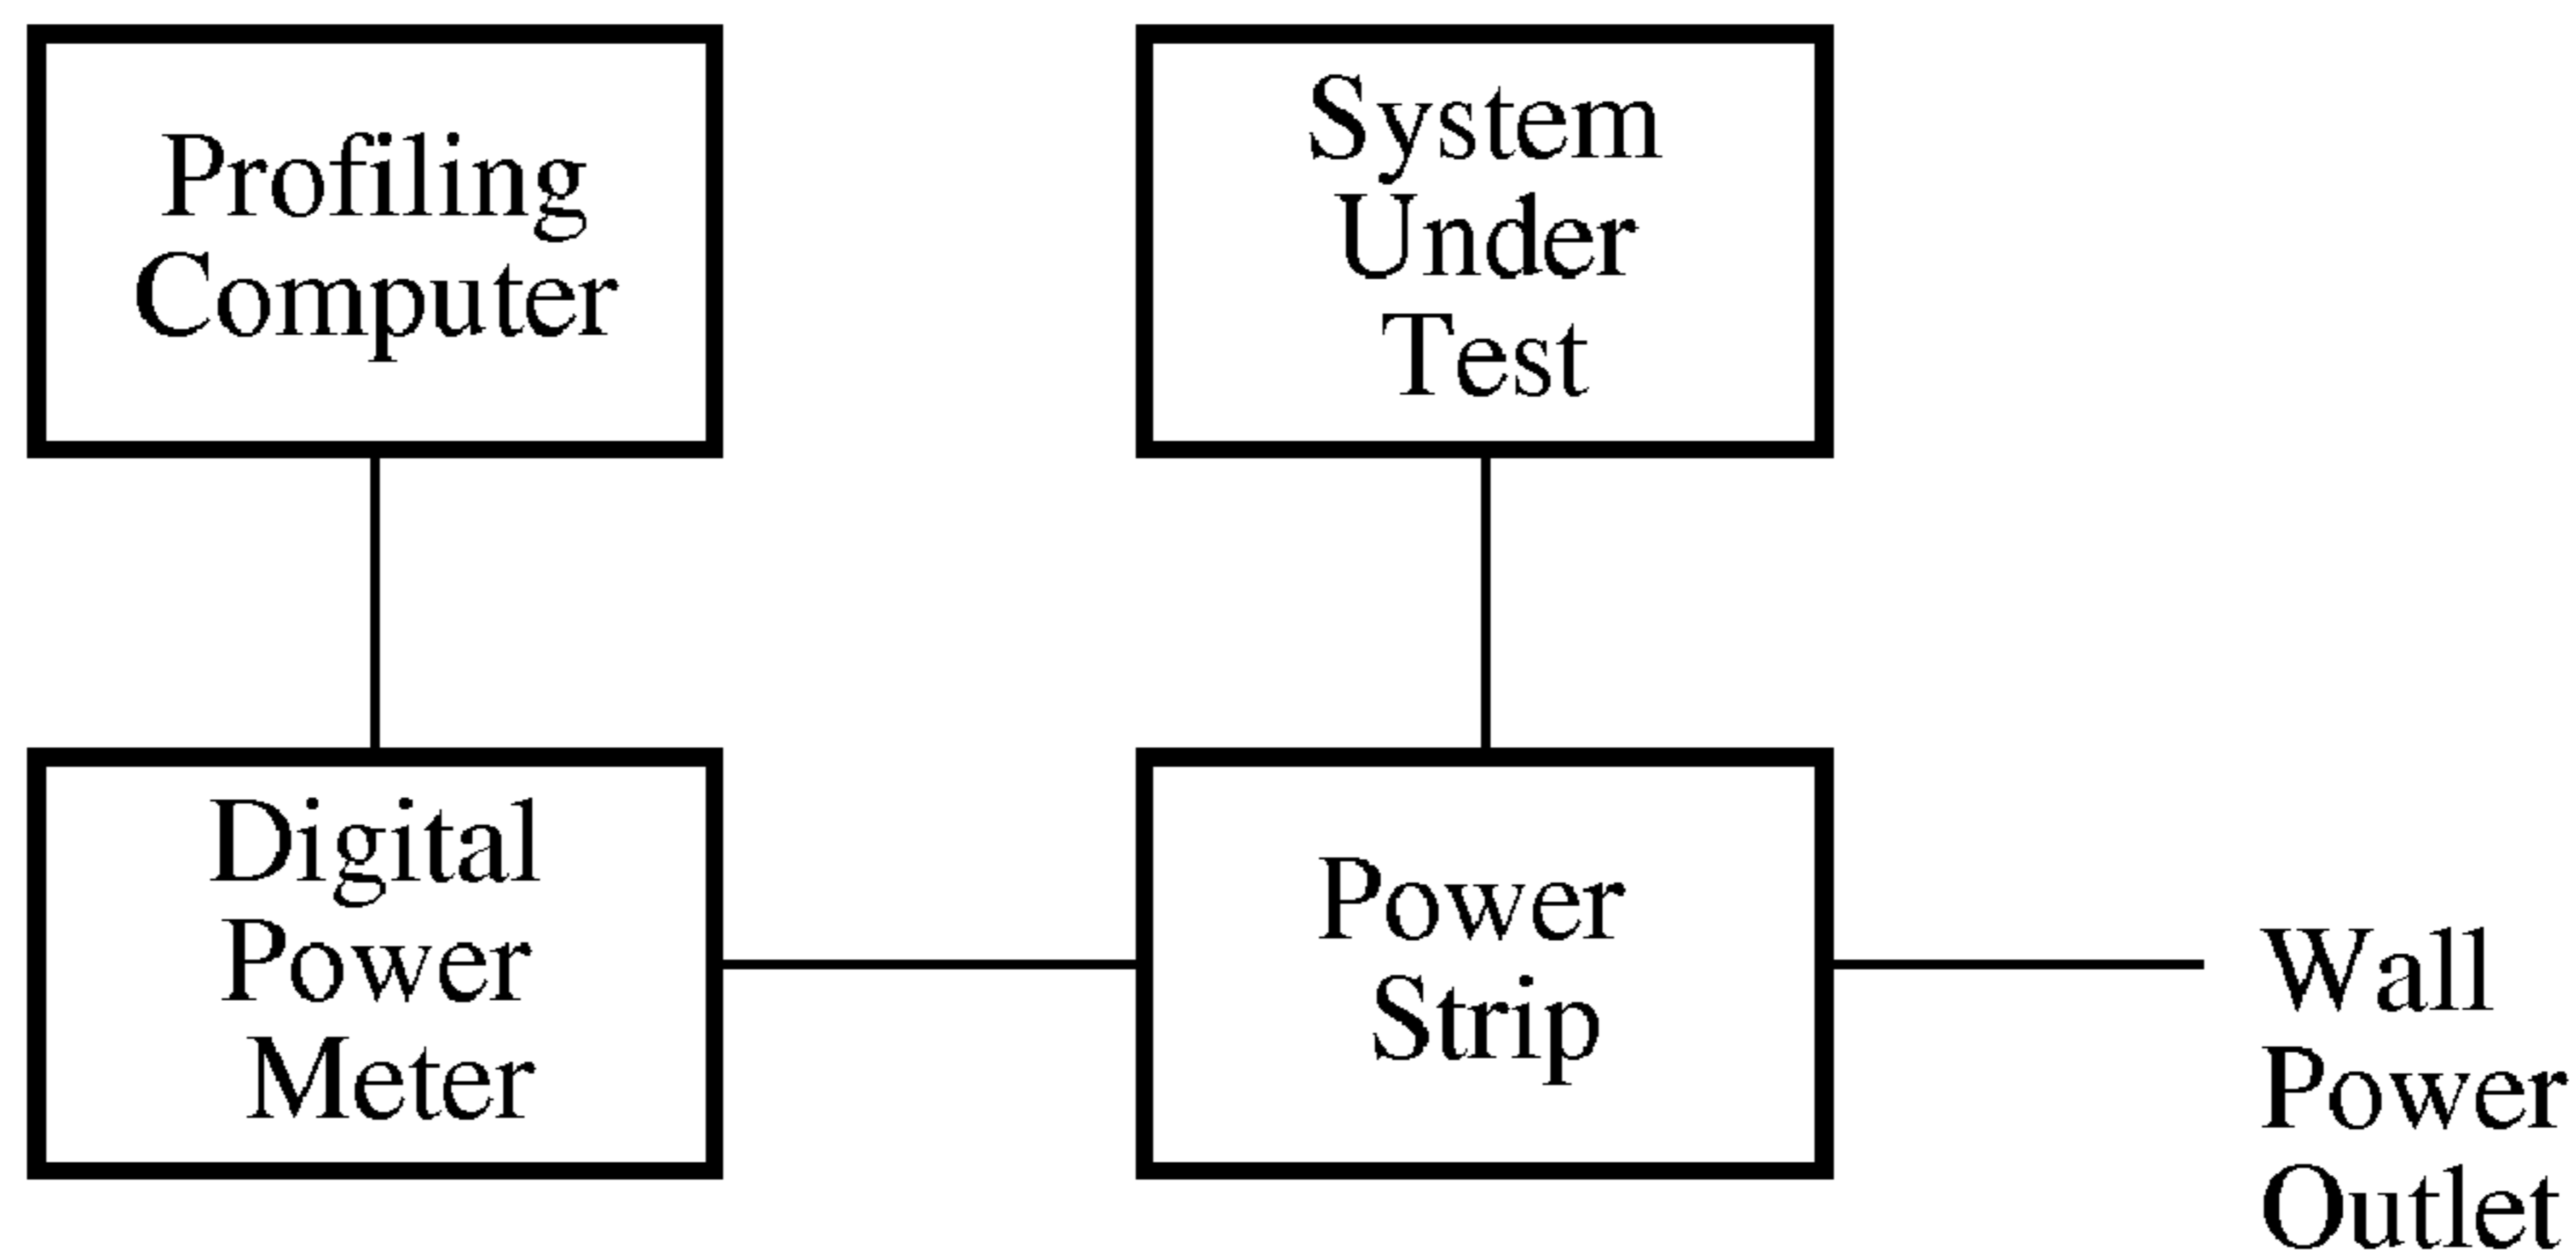 Profiling
Computer
System
Under
Test
Digital
Power
Meter
Power
Strip
Wall
Power
Outlet